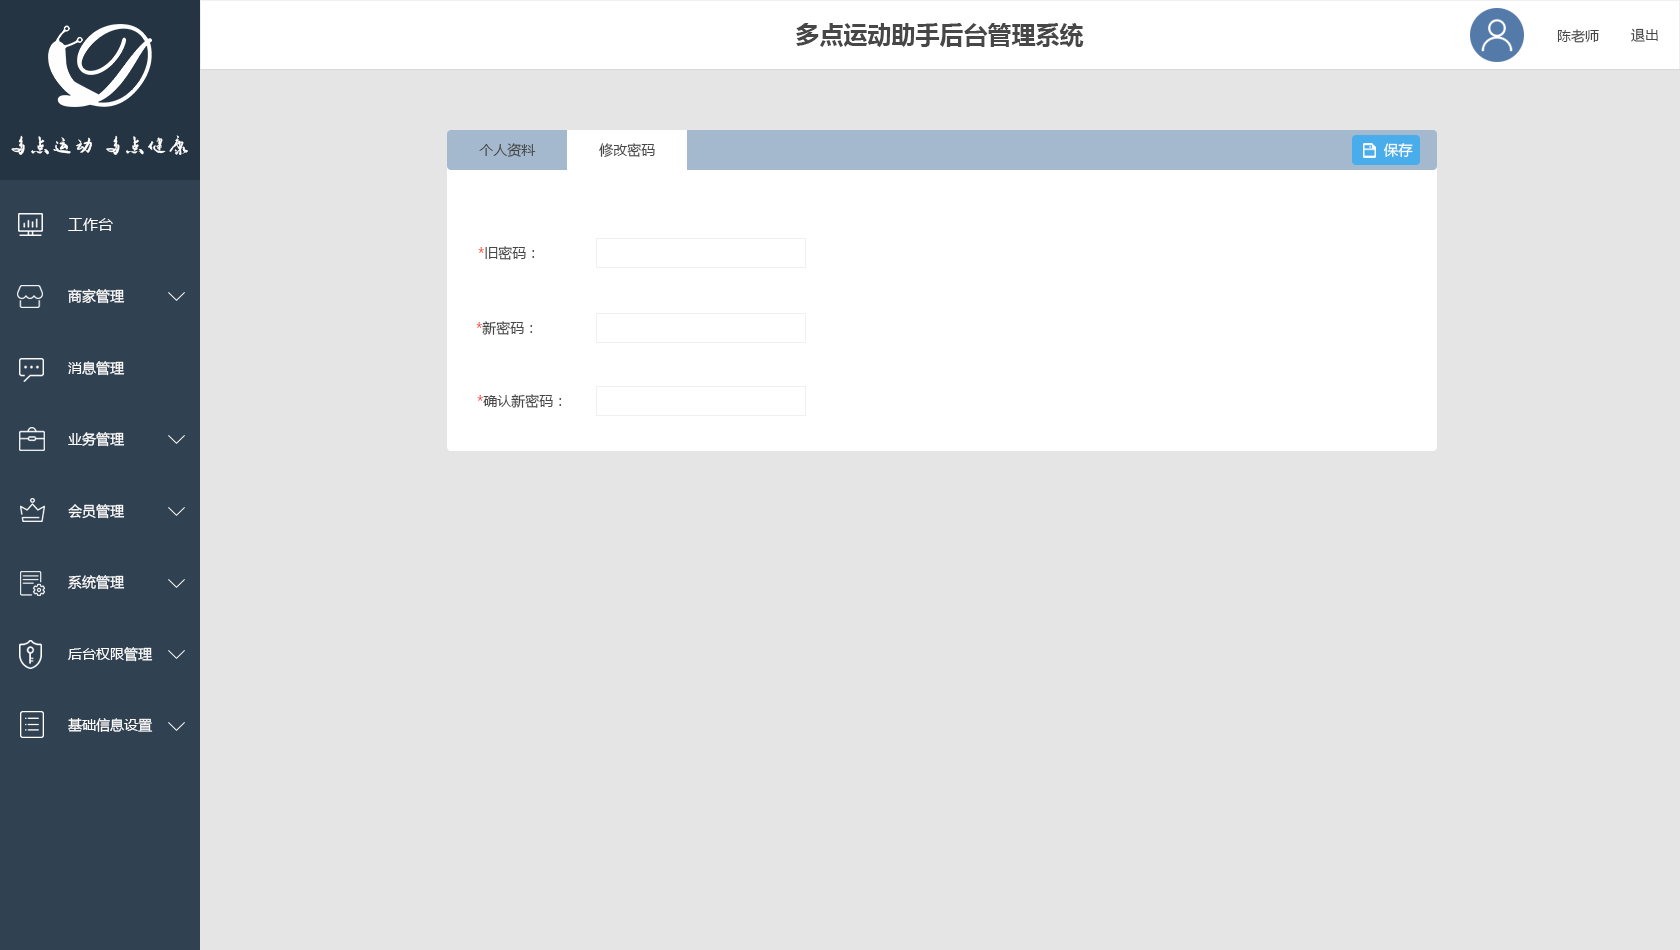 多点运动助手后台管理系统
陈老师
退出
多点运动 多点健康
工作台
商家管理
消息管理
业务管理
会员管理
系统管理
后台权限管理
基础信息设置
个人资料
修改密码
保存
*旧密码：
*新密码：
*确认新密码：